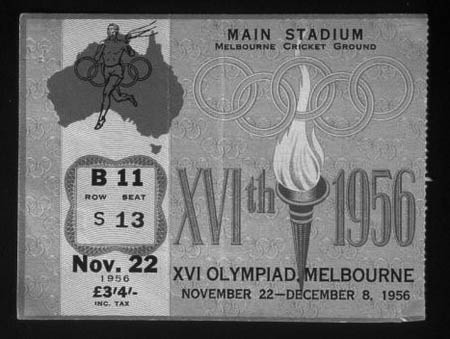 MAIN STADIUM
MELBOURNE CRICKET GROUND
B 11
ROW SEAT
S 13
XVIth 1956
Nov. 22
1956
£3/4/-
INC. TAX
XVI OLYMPIAD, MELBOURNE
NOVEMBER 22—DECEMBER 8, 1956